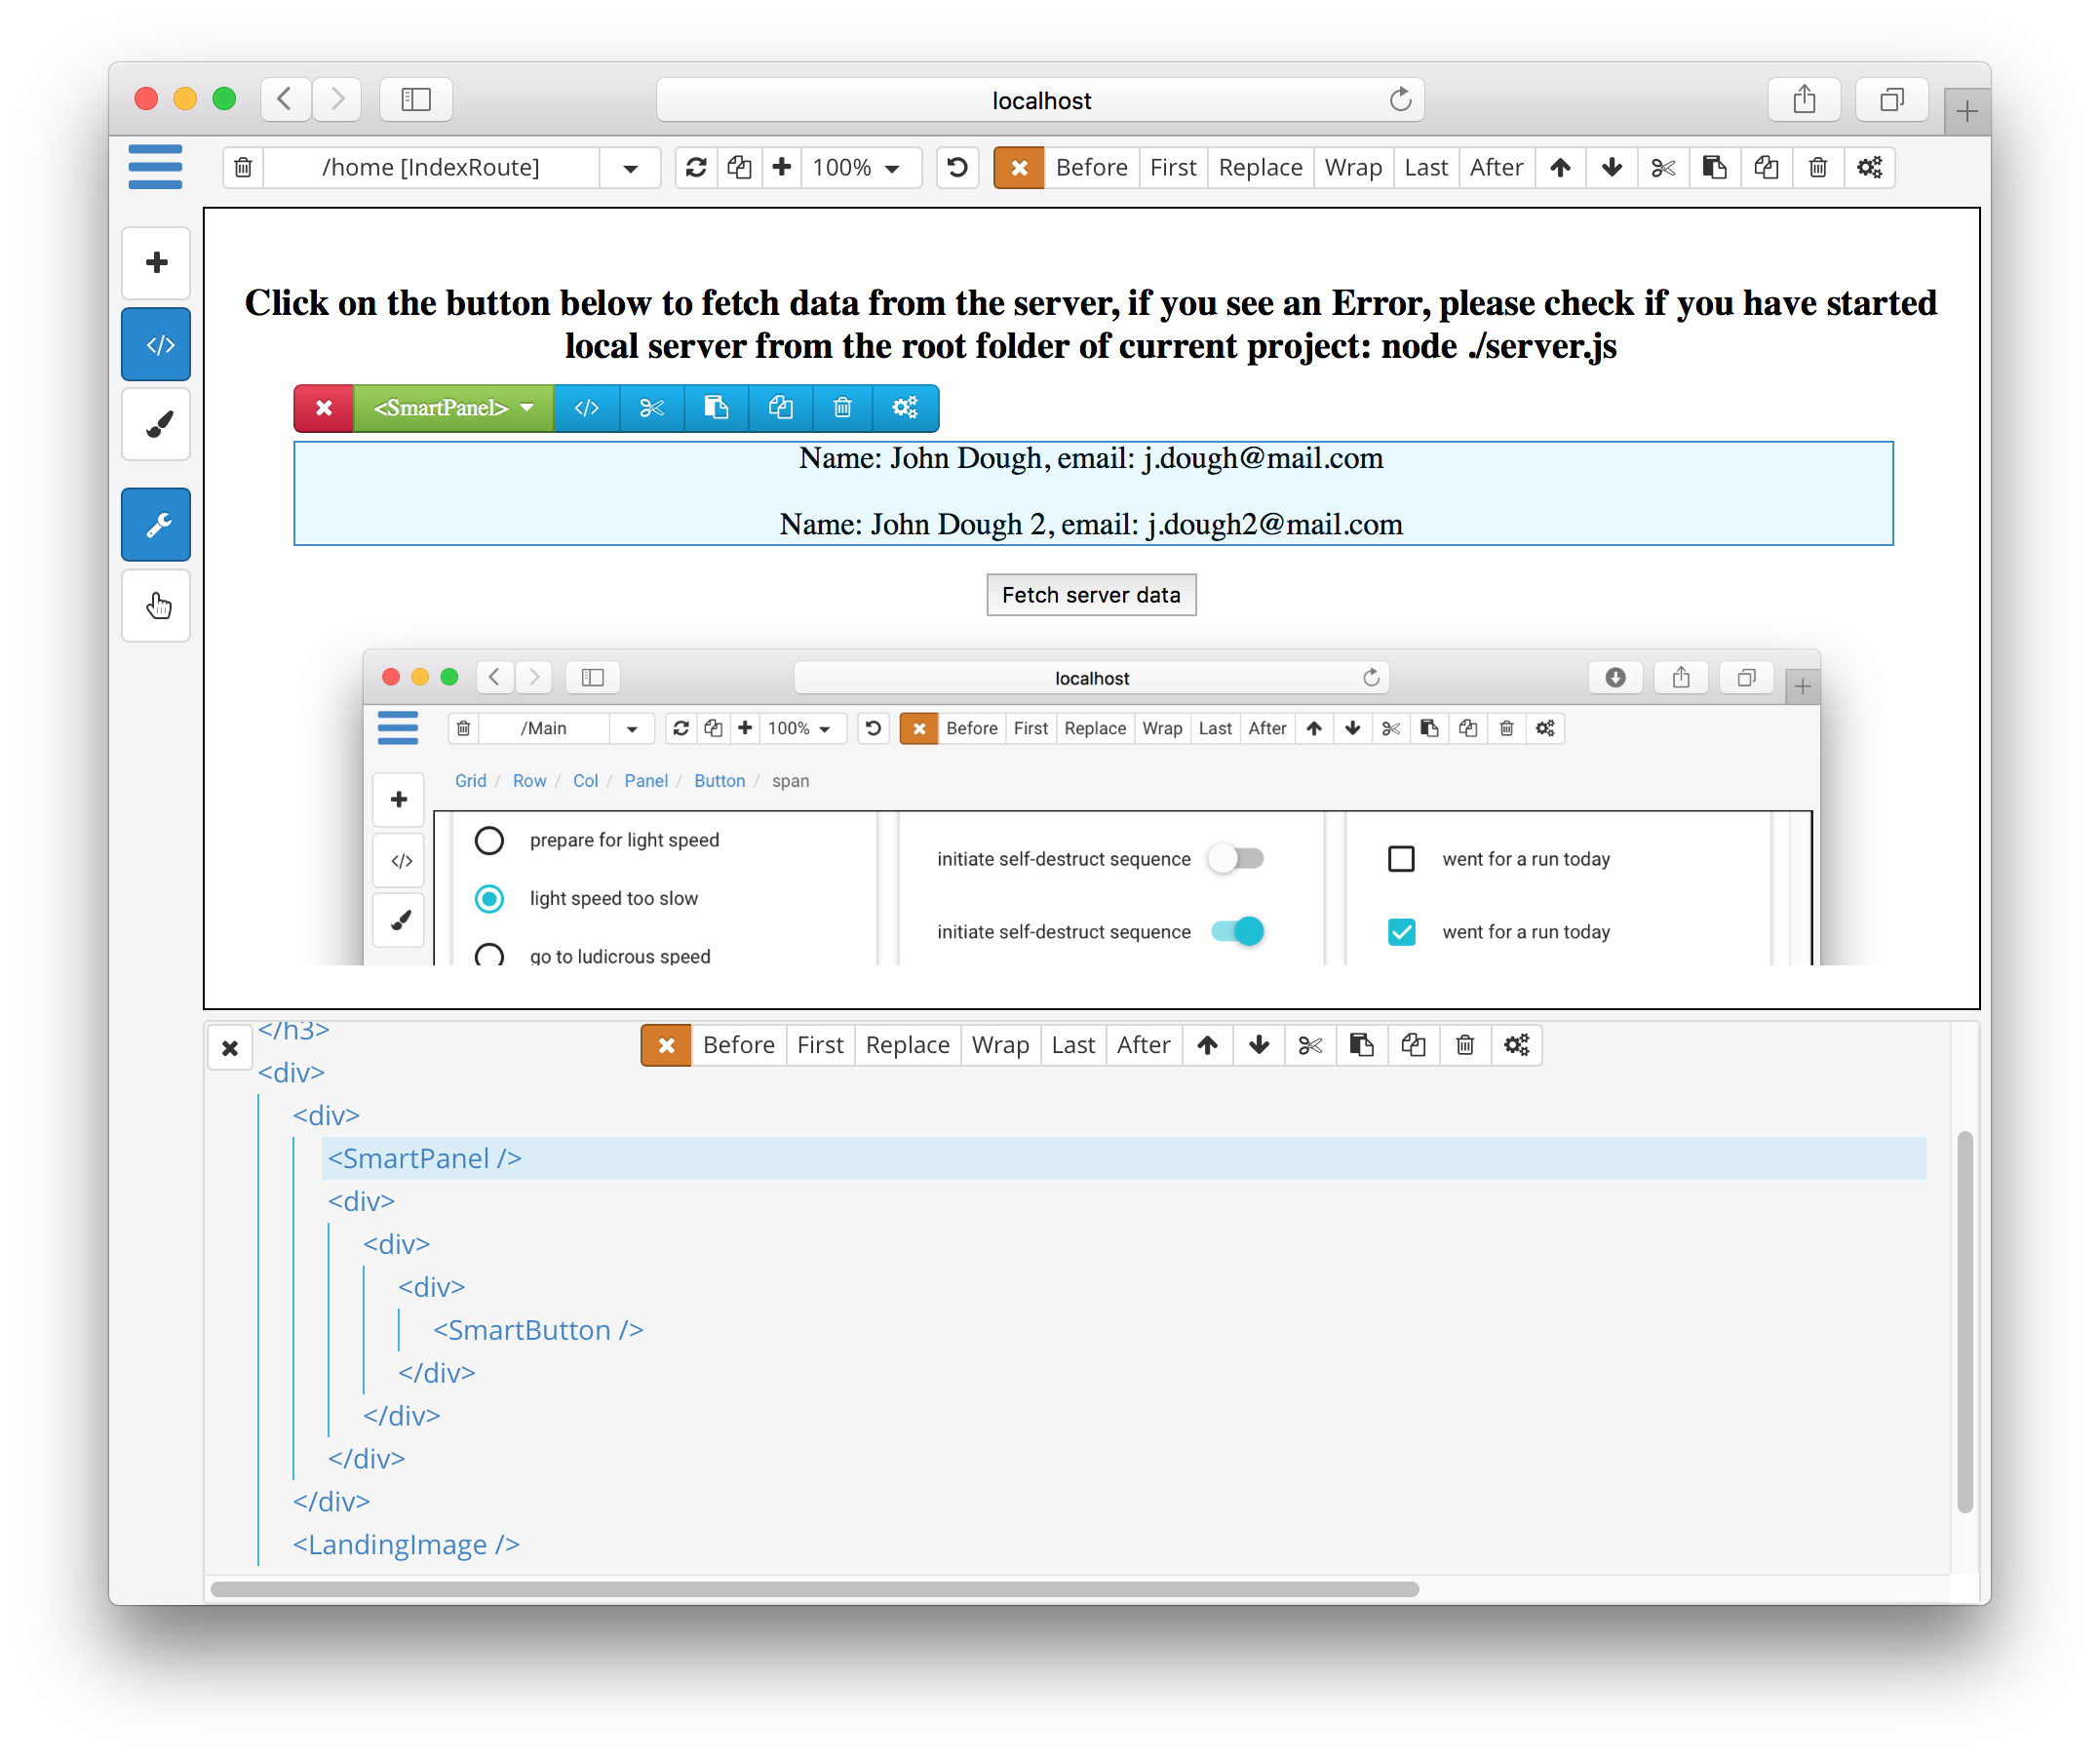 localhost
/home [IndexRoute]
100%
Before First Replace Wrap Last After
Click on the button below to fetch data from the server, if you see an Error, please check if you have started
local server from the root folder of current project: node ./server.js
<SmartPanel>
</>
Name: John Dough, email: j.dough@mail.com
Name: John Dough 2, email: j.dough2@mail.com
Fetch server data
localhost
/Main
100%
Before First Replace Wrap Last After
Grid / Row / Col / Panel / Button / span
prepare for light speed
light speed too slow
go to ludicrous speed
initiate self-destruct sequence
initiate self-destruct sequence
went for a run today
went for a run today
</h3>
Before First Replace Wrap Last After
<div>
<div>
<SmartPanel />
<div>
<div>
<div>
<SmartButton />
</div>
</div>
</div>
</div>
<LandingImage />